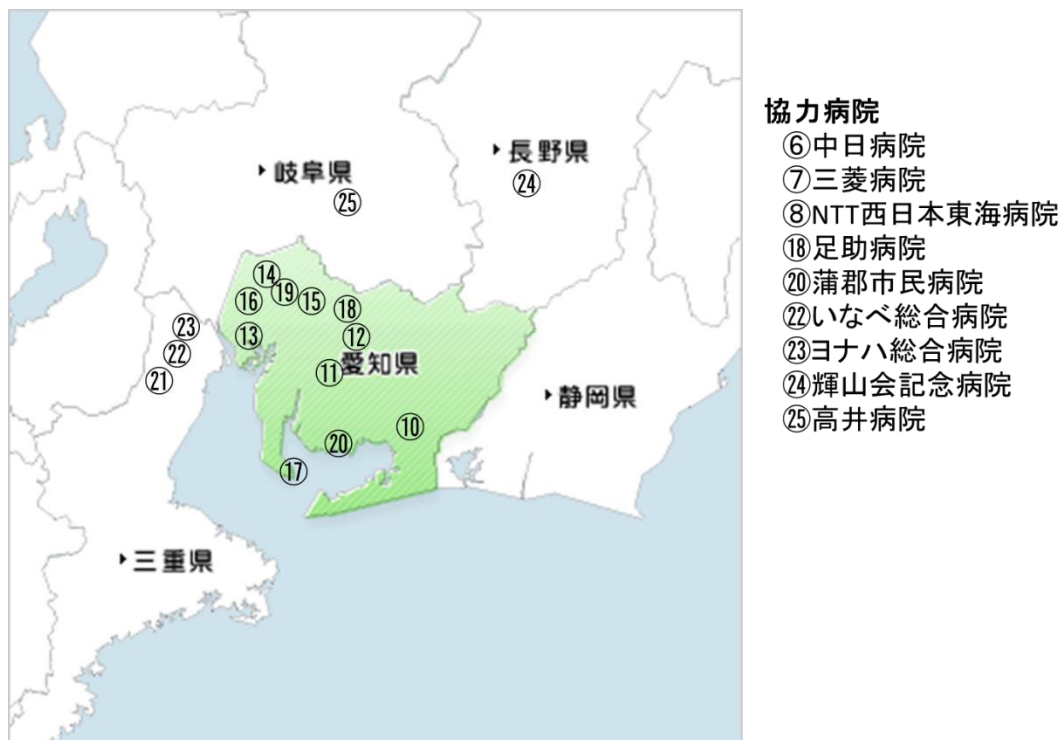 ▸長野県
▸岐阜県
㉔
㉕
⑭
⑲
⑯
⑮
⑱
㉓
⑬
⑫
㉒
愛知県
㉑
⑪
▸静岡県
⑩
⑳
⑰
▸三重県
協力病院
⑥中日病院
⑦三菱病院
⑧NTT西日本東海病院
⑱足助病院
⑳蒲郡市民病院
㉒いなべ総合病院
㉓ヨナハ総合病院
㉔輝山会記念病院
㉕高井病院